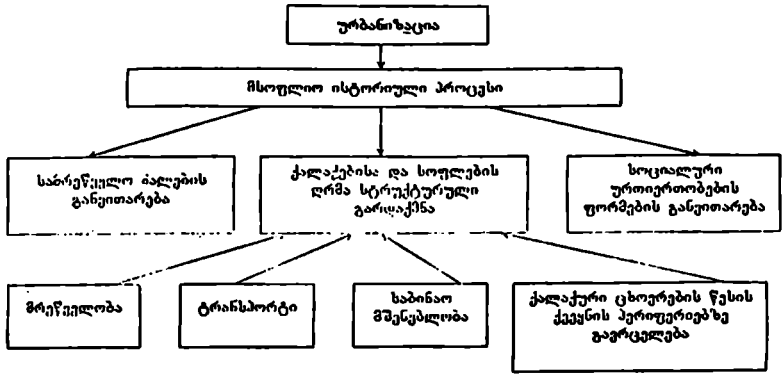 ურბანიზაცია
მსოფლიო ისტორიული პროცესი
საწარმოო ძალების
განვითარება
ქალაქებისა და სოფლების
ღრმა სტრუქტურული
გარდაქმნა
სოციალური
ურთიერთობების
ფორმების განვითარება
მრეწველობა
ტრანსპორტი
საბინაო
მშენებლობა
ქალაქური ცხოვრების წესის
ქვეყნის პერიფერიებზე
გავრცელება